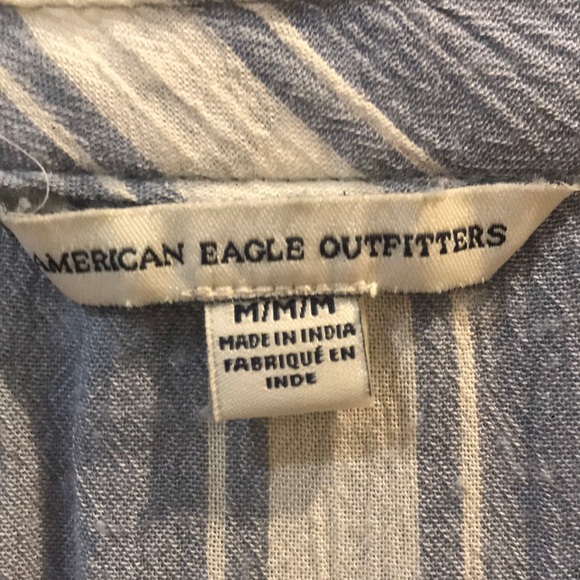 AMERICAN EAGLE OUTFITTERS
M/M/M
MADE IN INDIA
FABRIQUÉ EN
INDE